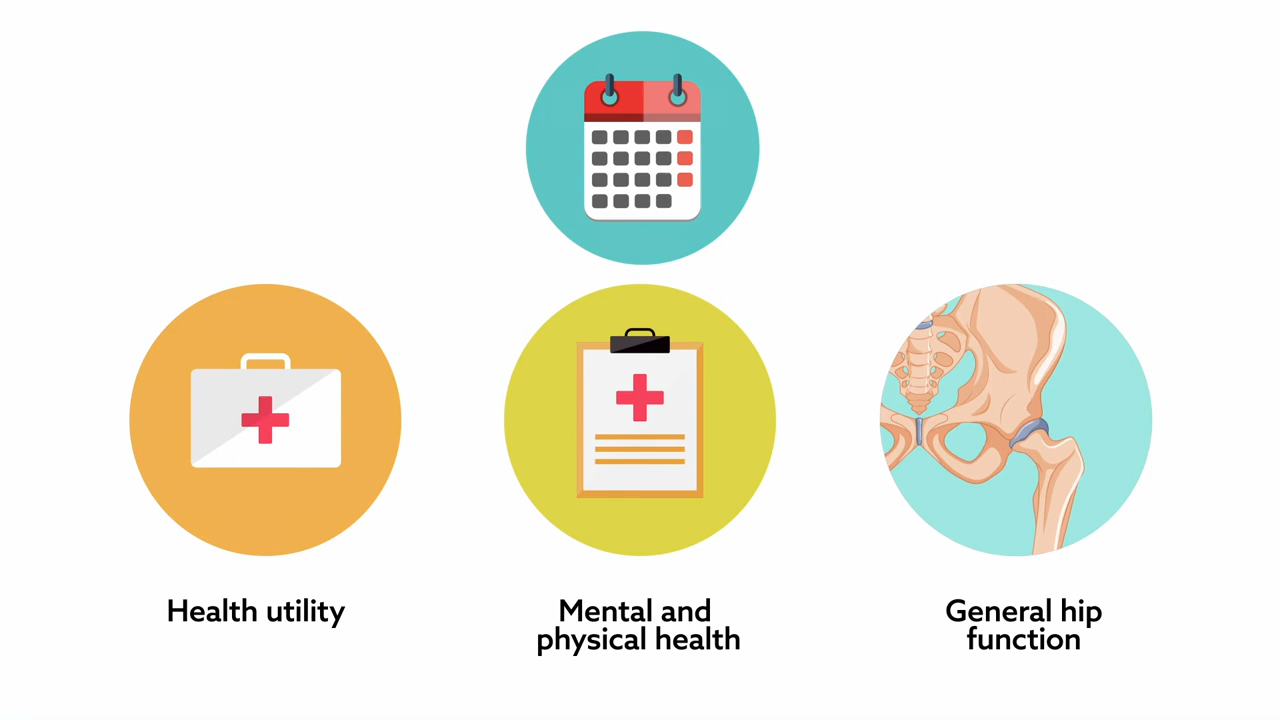 Health utility
Mental and
physical health
General hip
function